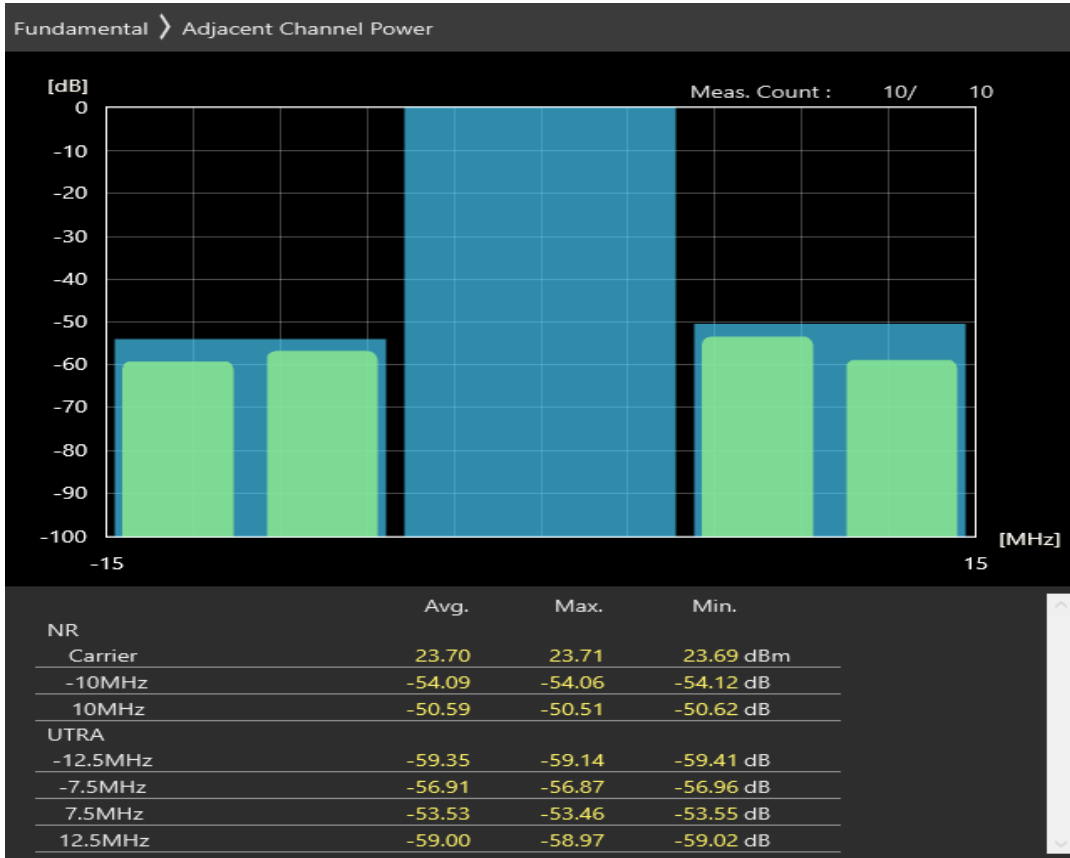 Fundamental ❭ Adjacent Channel Power
[dB]
Meas. Count : 10/ 10
0
-10
-20
-30
-40
-50
-60
-70
-80
-90
-100
[MHz]
-15 15
Avg. Max. Min.
NR
Carrier 23.70 23.71 23.69 dBm
-10MHz -54.09 -54.06 -54.12 dB
10MHz -50.59 -50.51 -50.62 dB
UTRA
-12.5MHz -59.35 -59.14 -59.41 dB
-7.5MHz -56.91 -56.87 -56.96 dB
7.5MHz -53.53 -53.46 -53.55 dB
12.5MHz -59.00 -58.97 -59.02 dB